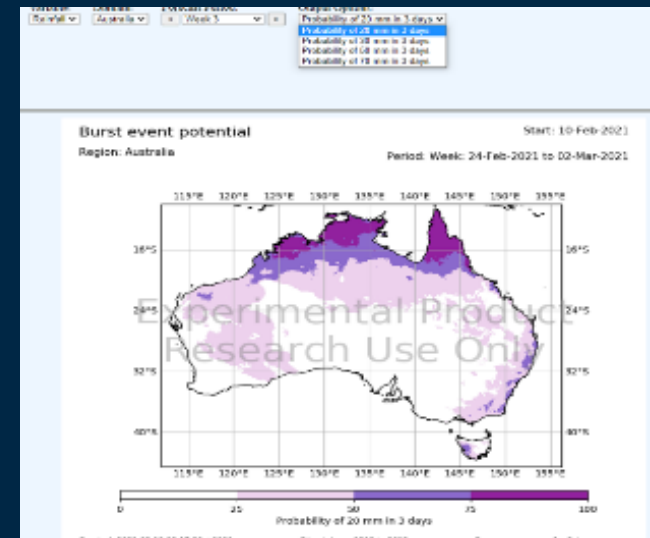 Rainfall Australia « Week 3 » Probability of 20 mm in 3 days
Probability of 20 mm in 3 days
Probability of 30 mm in 3 days
Probability of 50 mm in 3 days
Probability of 70 mm in 3 days
Burst event potential Start: 10-Feb-2021
Region: Australia Period: Week: 24-Feb-2021 to 02-Mar-2021
115°E 120°E 125°E 130°E 135°E 140°E 145°E 150°E 155°E
16°S 16°S
24°S 24°S
Experimental Product
Research Use Only
32°S 32°S
40°S 40°S
115°E 120°E 125°E 130°E 135°E 140°E 145°E 150°E 155°E
0 25 50 75 100
Probability of 20 mm in 3 days